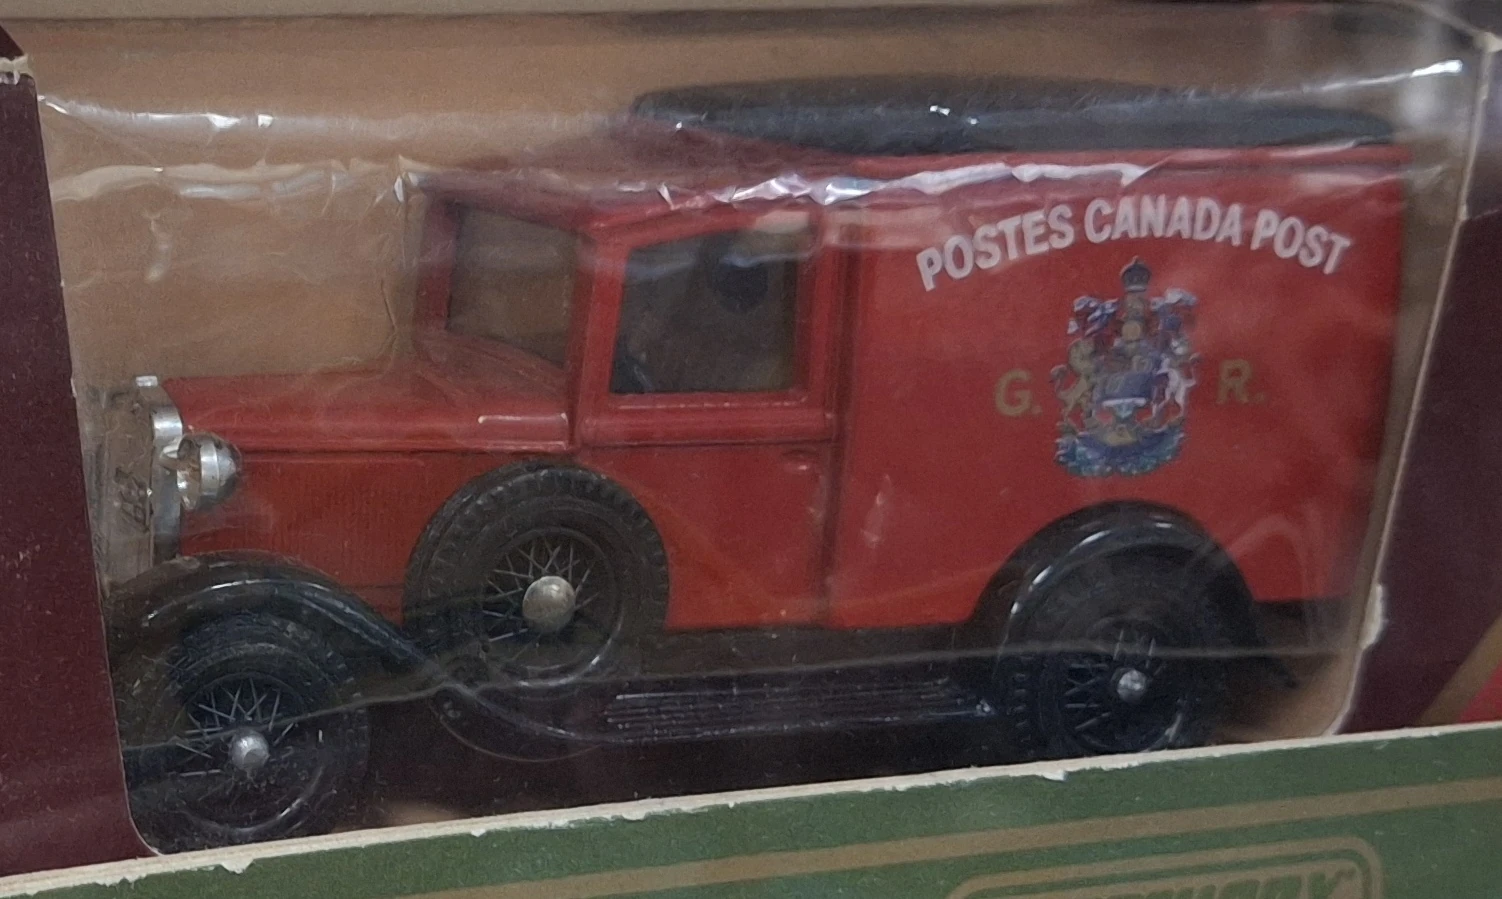 POSTES CANADA POST
G. R.